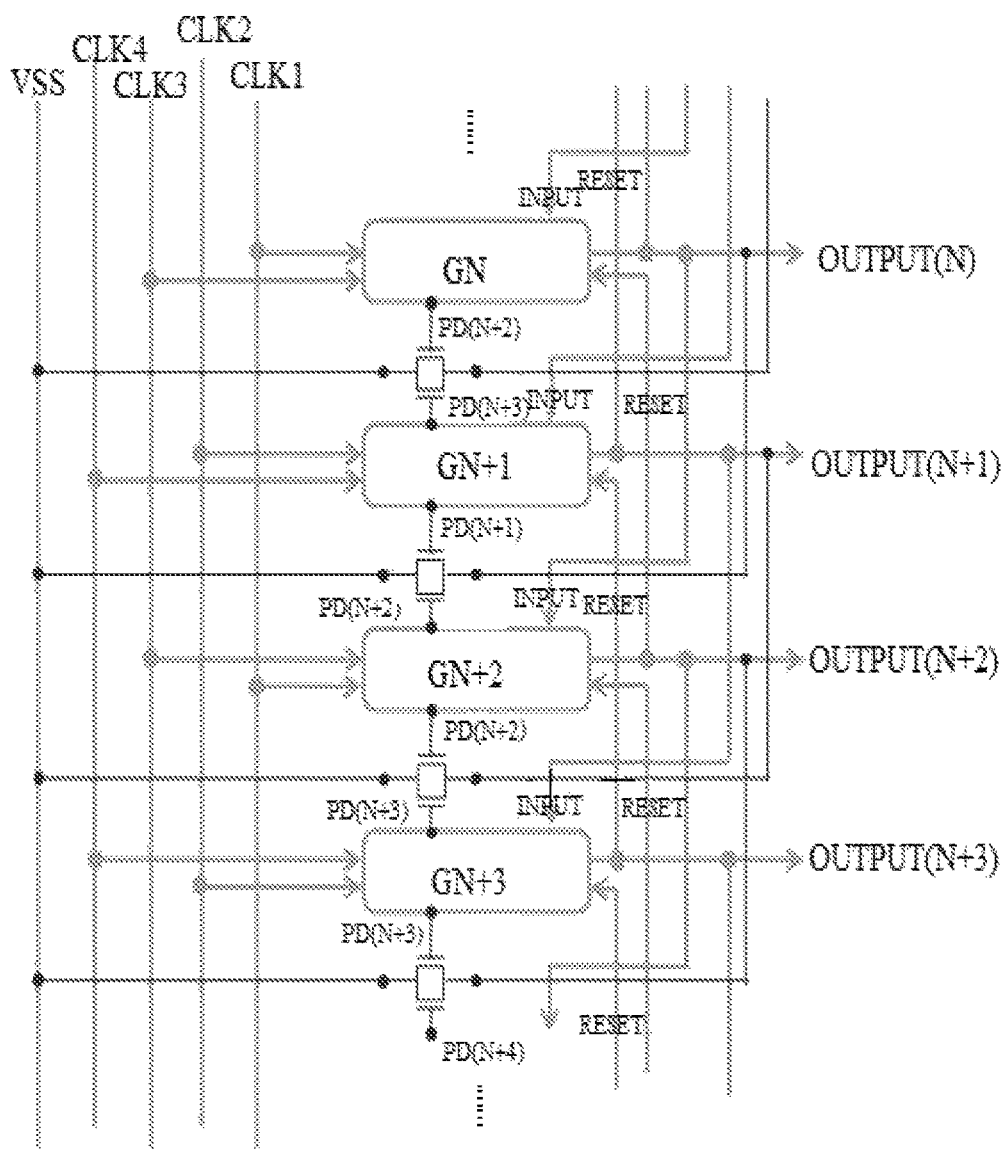 CLK2
CLK4
VSS
CLK3
CLK1
RESET
INPUT
GN
OUTPUT(N)
PD(N+2)
PD(N+3)
INPUT
RESET
GN+1
OUTPUT(N+1)
PD(N+1)
PD(N+2)
INPUT
RESET
GN+2
OUTPUT(N+2)
PD(N+2)
PD(N+3)
INPUT
RESET
GN+3
OUTPUT(N+3)
PD(N+3)
RESET
PD(N+4)